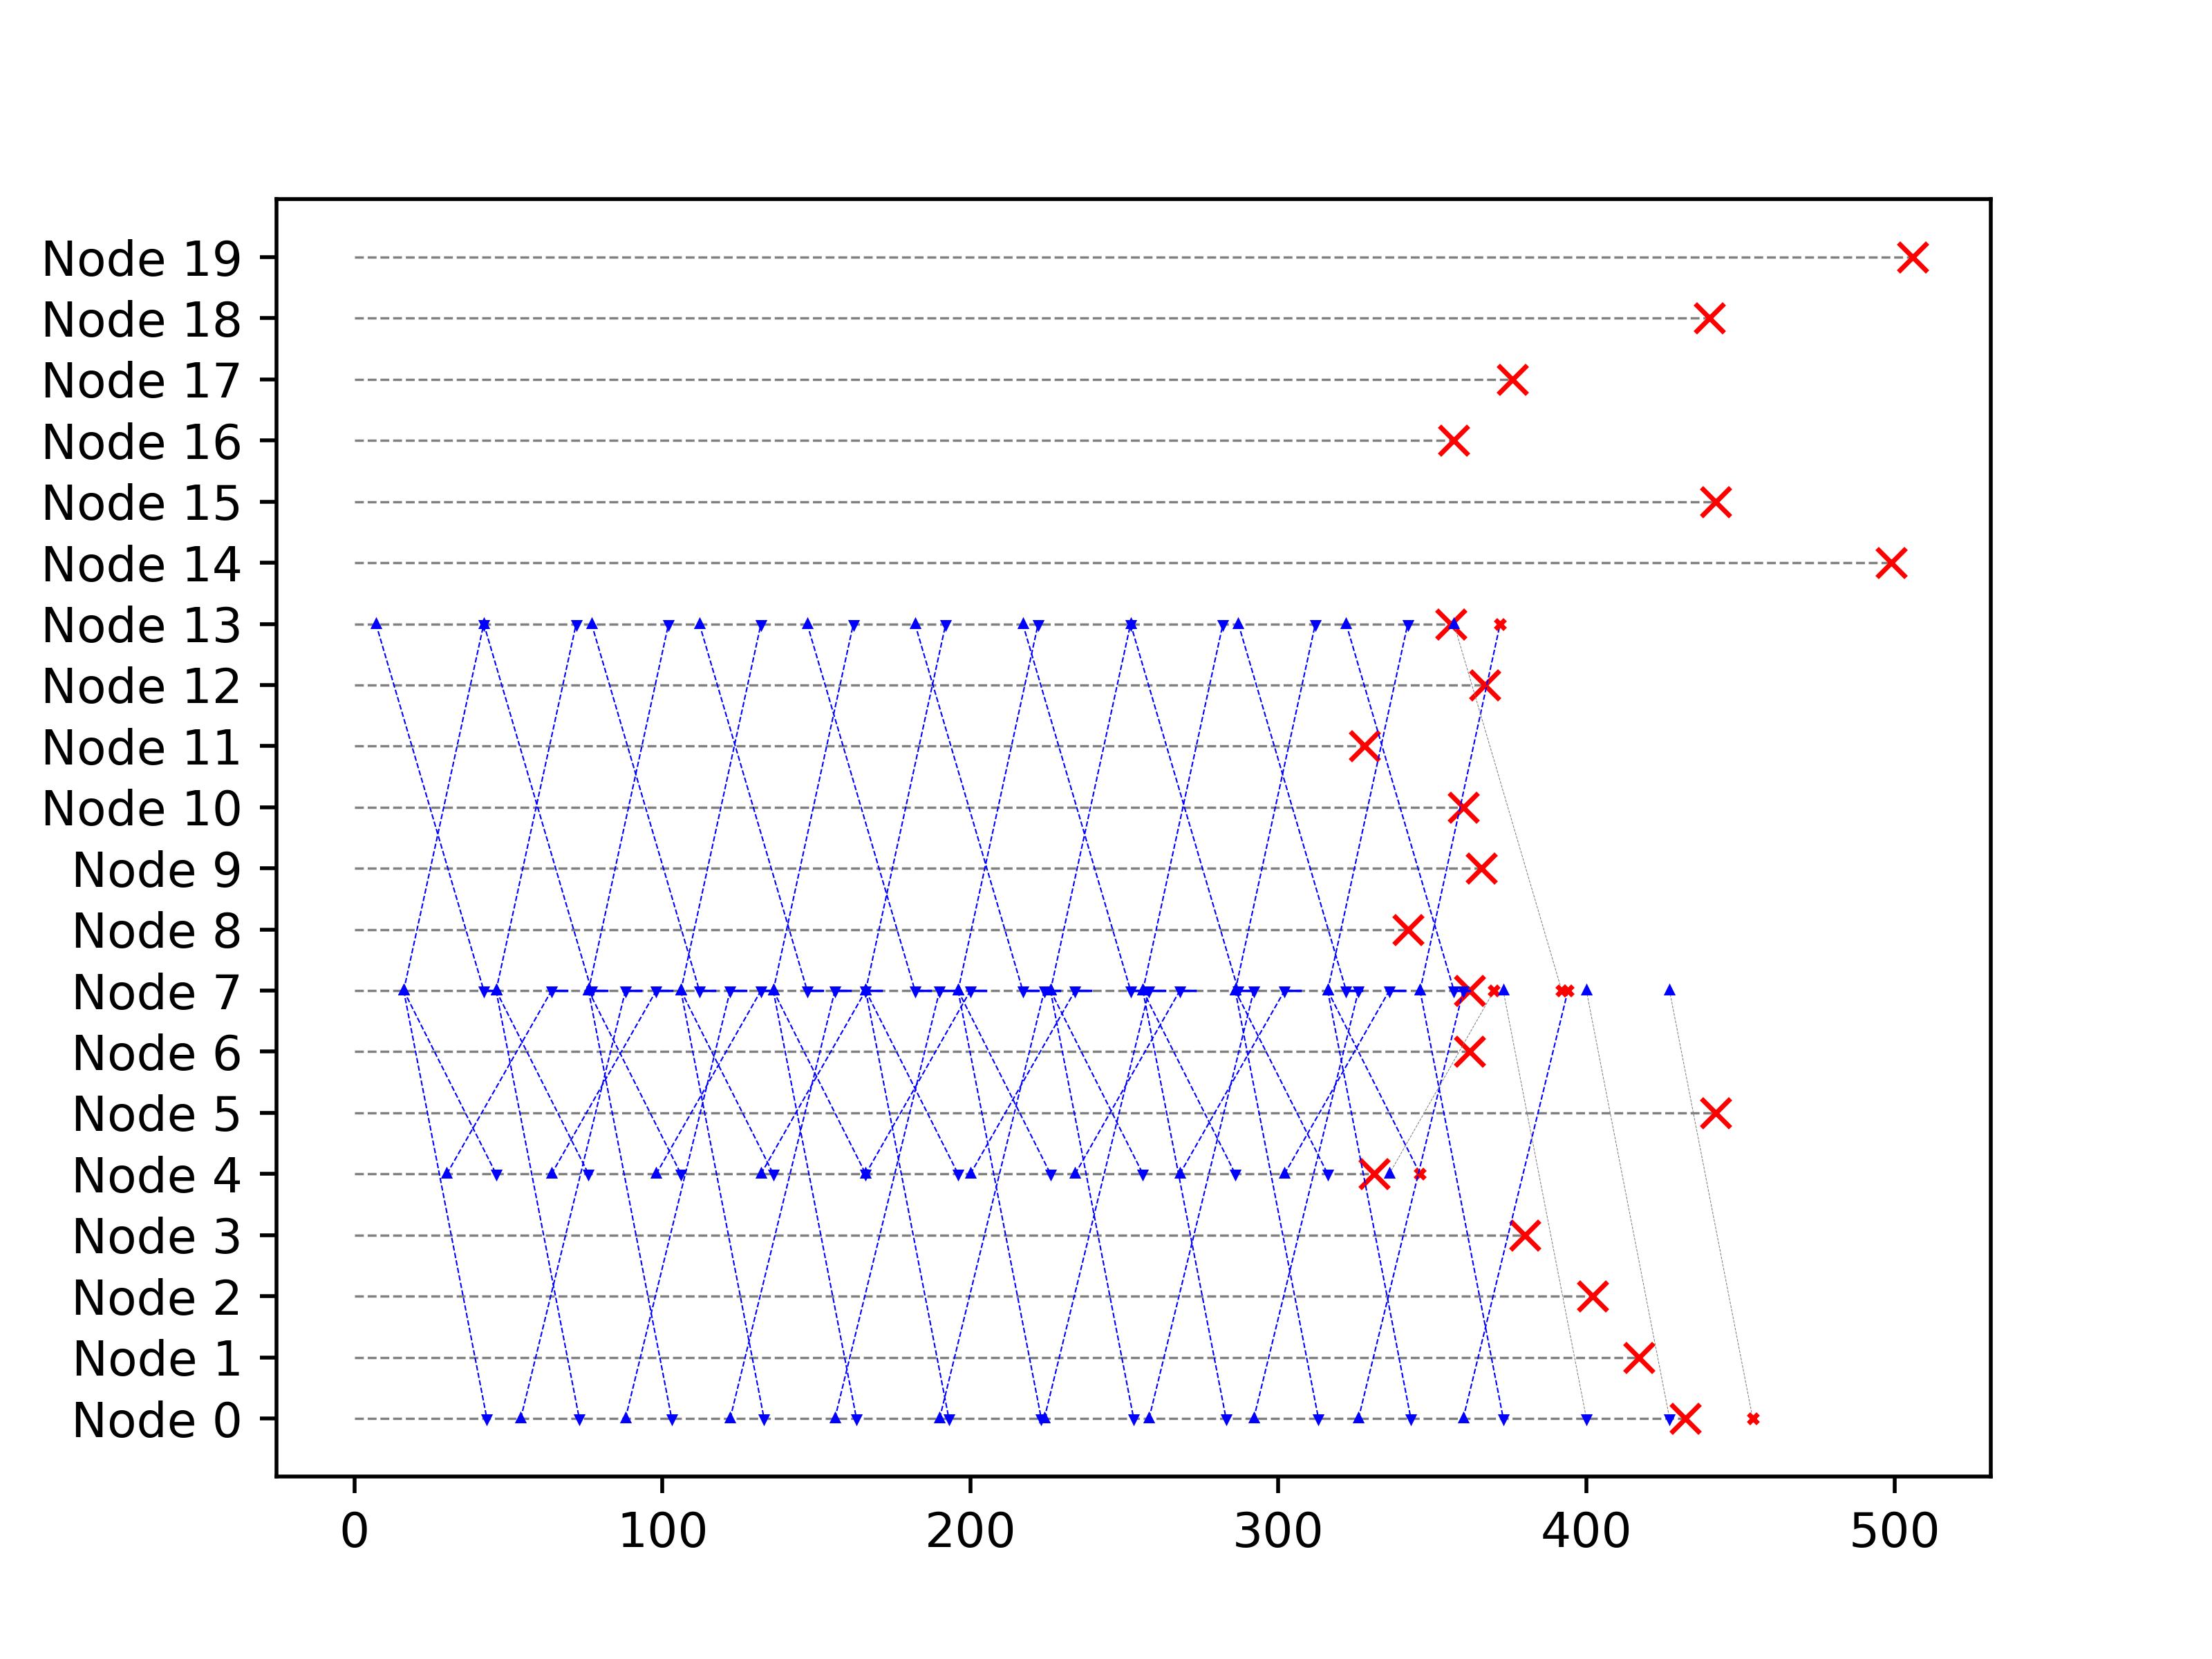 Node 19
Node 18
Node 17
Node 16
Node 15
Node 14
Node 13
Node 12
Node 11
Node 10
Node 9
Node 8
Node 7
Node 6
Node 5
Node 4
Node 3
Node 2
Node 1
Node 0
0 100 200 300 400 500